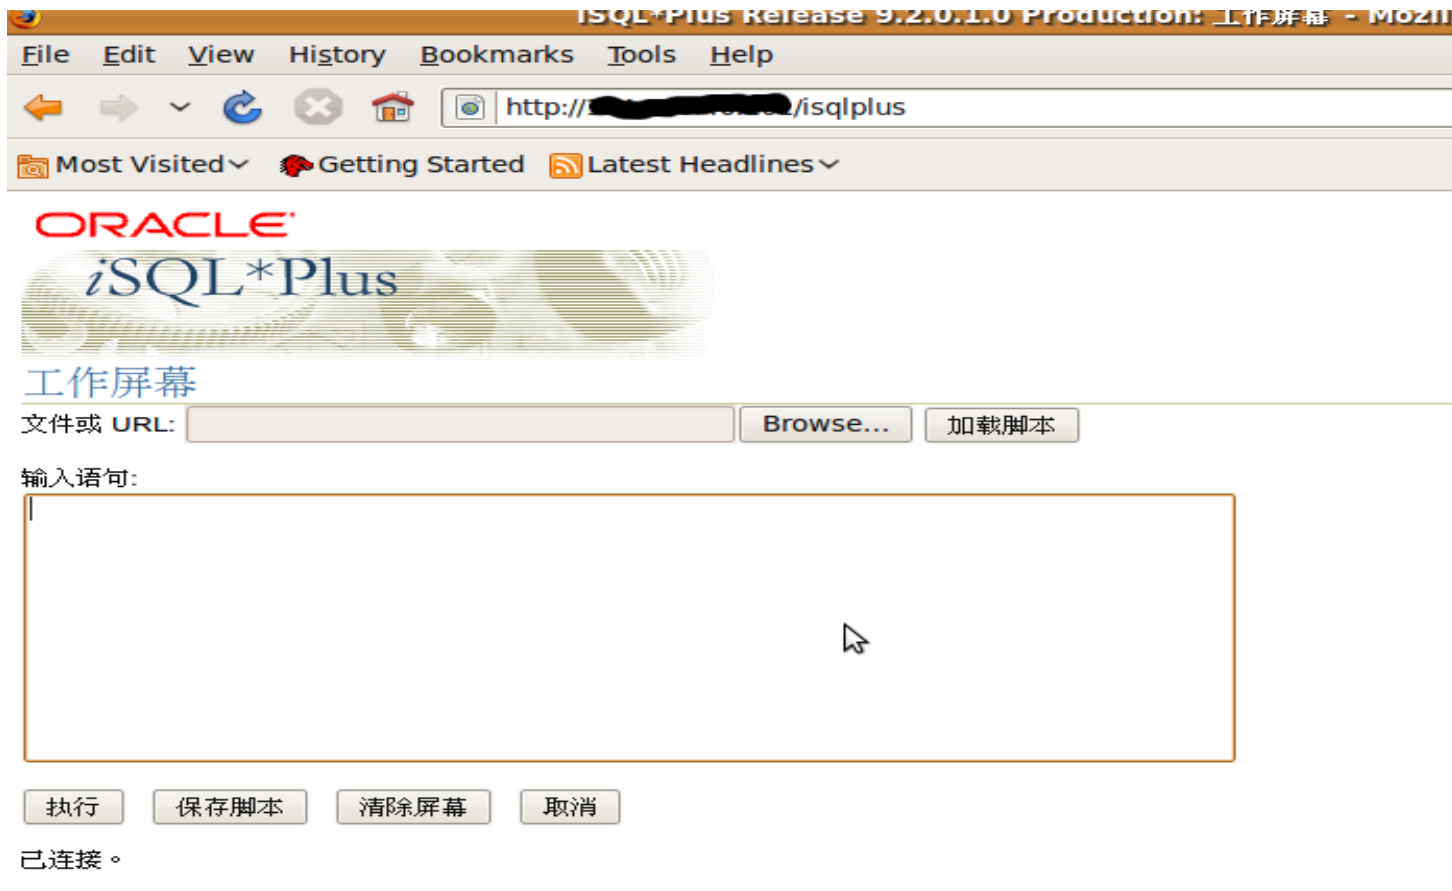 iSQL*Plus Release 9.2.0.1.0 Production: 工作屏幕 - Mozil
File Edit View History Bookmarks Tools Help
http:// /isqlplus
Most Visited Getting Started Latest Headlines
ORACLE
iSQL*Plus
工作屏幕
文件或 URL: Browse... 加载脚本
输入语句:
执行 保存脚本 清除屏幕 取消
已连接。